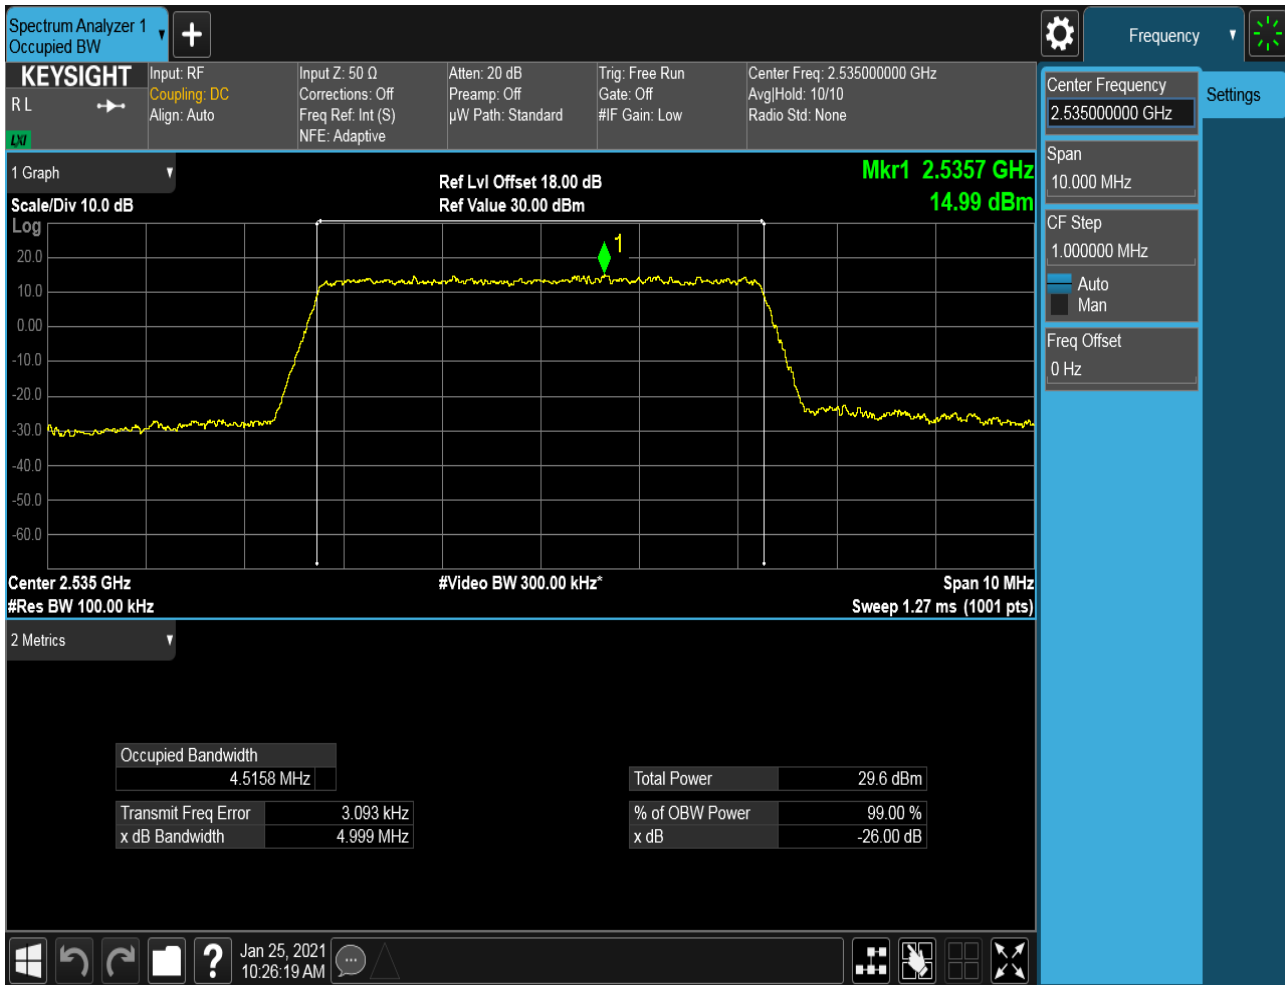 Spectrum Analyzer 1
Occupied BW
Frequency
KEYSIGHT
R L
LXI
Input: RF
Coupling: DC
Align: Auto
Input Z: 50 Ω
Corrections: Off
Freq Ref: Int (S)
NFE: Adaptive
Atten: 20 dB
Preamp: Off
µW Path: Standard
Trig: Free Run
Gate: Off
#IF Gain: Low
Center Freq: 2.535000000 GHz
Avg|Hold: 10/10
Radio Std: None
Center Frequency
2.535000000 GHz
Settings
Span
10.000 MHz
CF Step
1.000000 MHz
Auto
Man
Freq Offset
0 Hz
1 Graph
Scale/Div 10.0 dB
Ref Lvl Offset 18.00 dB
Ref Value 30.00 dBm
Mkr1 2.5357 GHz
14.99 dBm
Log
1
20.0
10.0
0.00
-10.0
-20.0
-30.0
-40.0
-50.0
-60.0
Center 2.535 GHz
#Video BW 300.00 kHz*
Span 10 MHz
#Res BW 100.00 kHz
Sweep 1.27 ms (1001 pts)
2 Metrics
Occupied Bandwidth
4.5158 MHz
Total Power 29.6 dBm
Transmit Freq Error 3.093 kHz
% of OBW Power 99.00 %
x dB Bandwidth 4.999 MHz
x dB -26.00 dB
?
Jan 25, 2021
10:26:19 AM